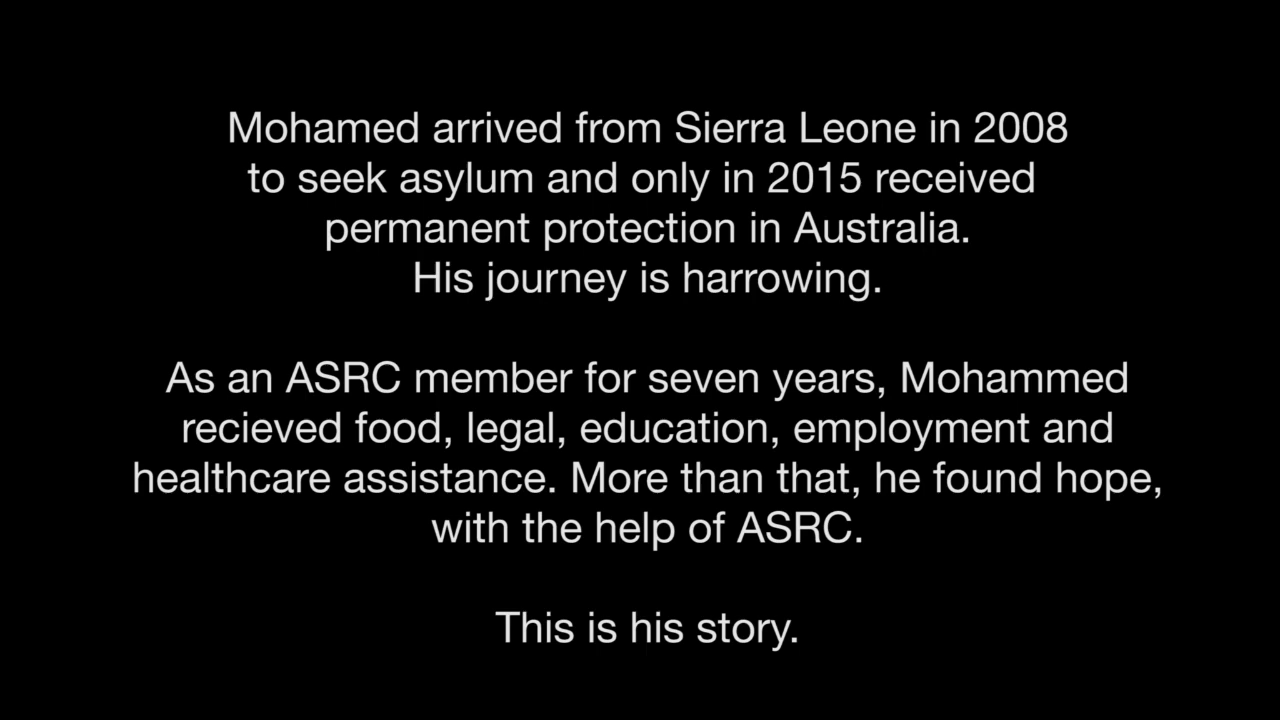 Mohamed arrived from Sierra Leone in 2008
to seek asylum and only in 2015 received
permanent protection in Australia.
His journey is harrowing.
As an ASRC member for seven years, Mohammed
recieved food, legal, education, employment and
healthcare assistance. More than that, he found hope,
with the help of ASRC.
This is his story.